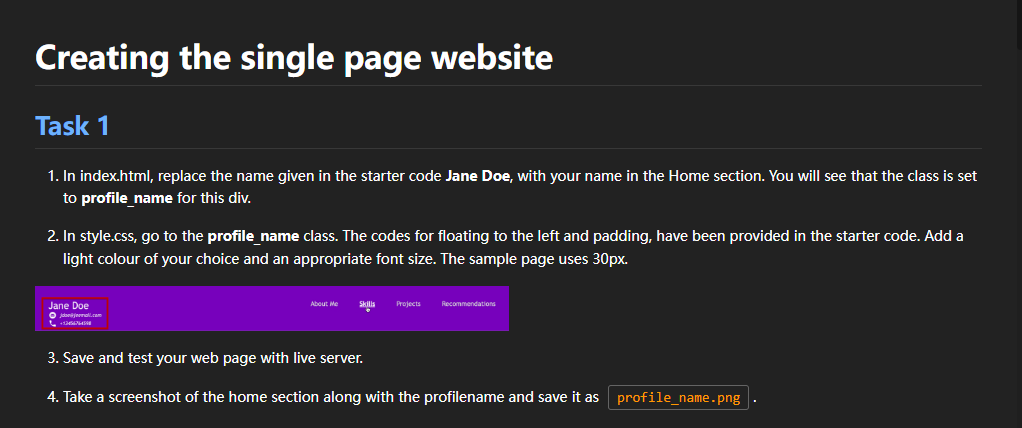 Creating the single page website
Task 1
1. In index.html, replace the name given in the starter code Jane Doe, with your name in the Home section. You will see that the class is set
to profile_name for this div.
2. In style.css, go to the profile_name class. The codes for floating to the left and padding, have been provided in the starter code. Add a
light colour of your choice and an appropriate font size. The sample page uses 30px.
Jane Doe
About Me Skills Projects Recommendations
jdoe@jeemail.com
+13456764598
3. Save and test your web page with live server.
4. Take a screenshot of the home section along with the profilename and save it as profile_name.png .